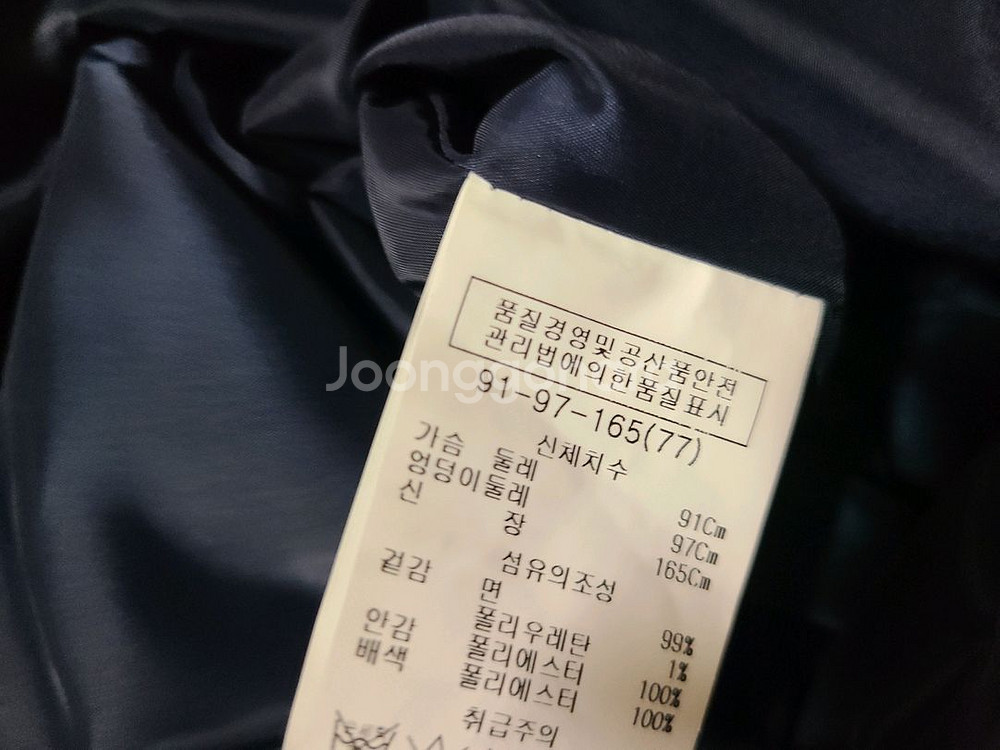 품질경영및공산품안전
관리법에의한품질표시
91-97-165(77)
신체치수
가슴 둘레 91Cm
엉덩이둘레 97Cm
신 장 165Cm
섬유의조성
겉감 면 99%
폴리우레탄 1%
안감 폴리에스터 100%
배색 폴리에스터 100%
취급주의